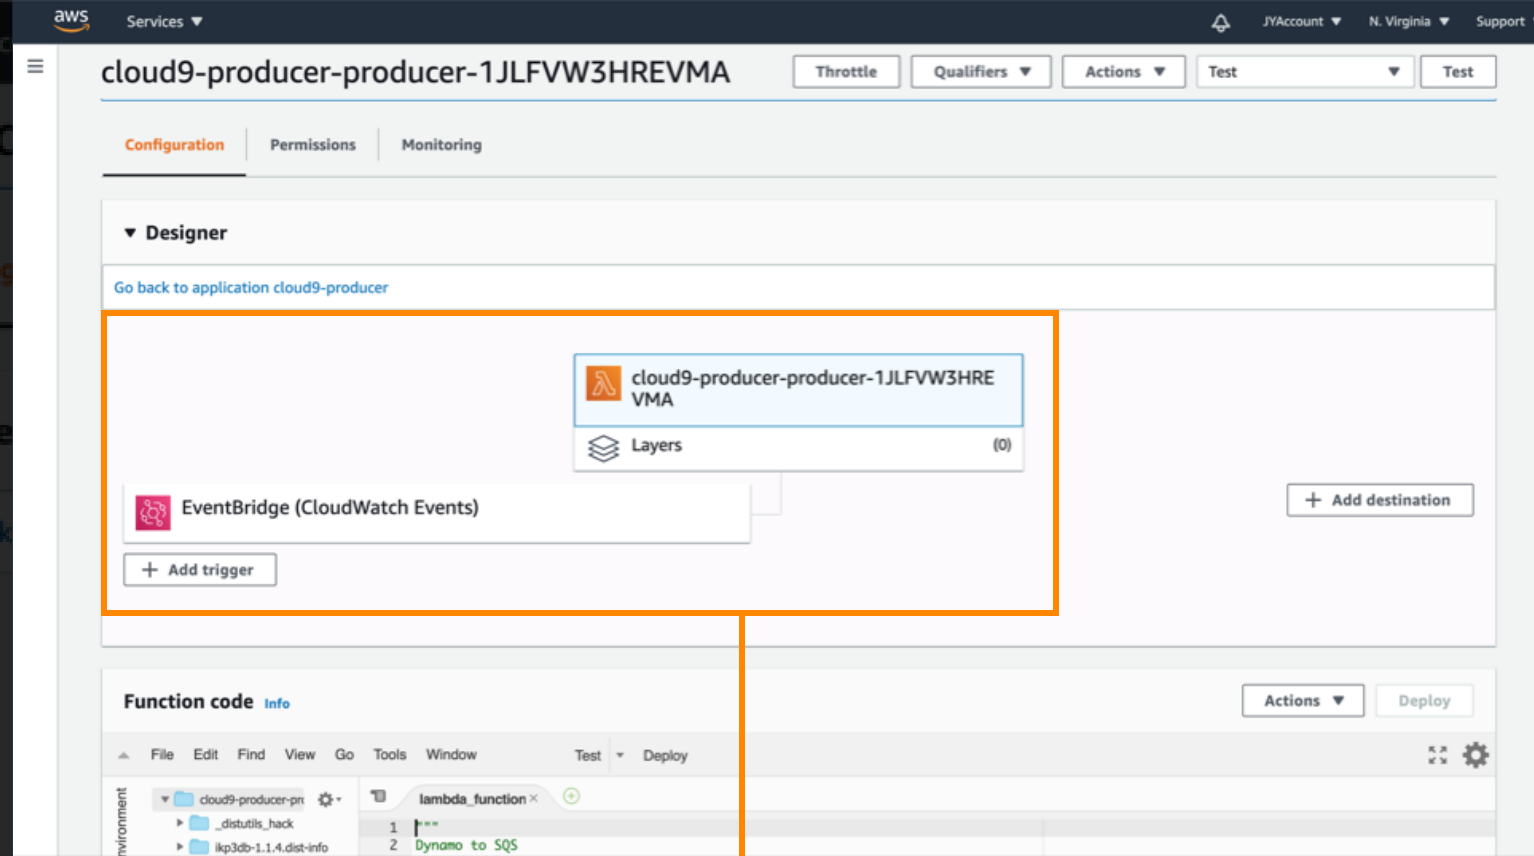 aws Services JYAccount N. Virginia Support
cloud9-producer-producer-1JLFVW3HREVMA Throttle Qualifiers Actions Test Test
Configuration Permissions Monitoring
Designer
Go back to application cloud9-producer
cloud9-producer-producer-1JLFVW3HRE
VMA
Layers (0)
EventBridge (CloudWatch Events)
+ Add destination
+ Add trigger
Function code Info Actions Deploy
File Edit Find View Go Tools Window Test Deploy
cloud9-producer-pro lambda_function
_distutils_hack
1 """
ikp3db-1.1.4.dist-info
2 Dynamo to SQS